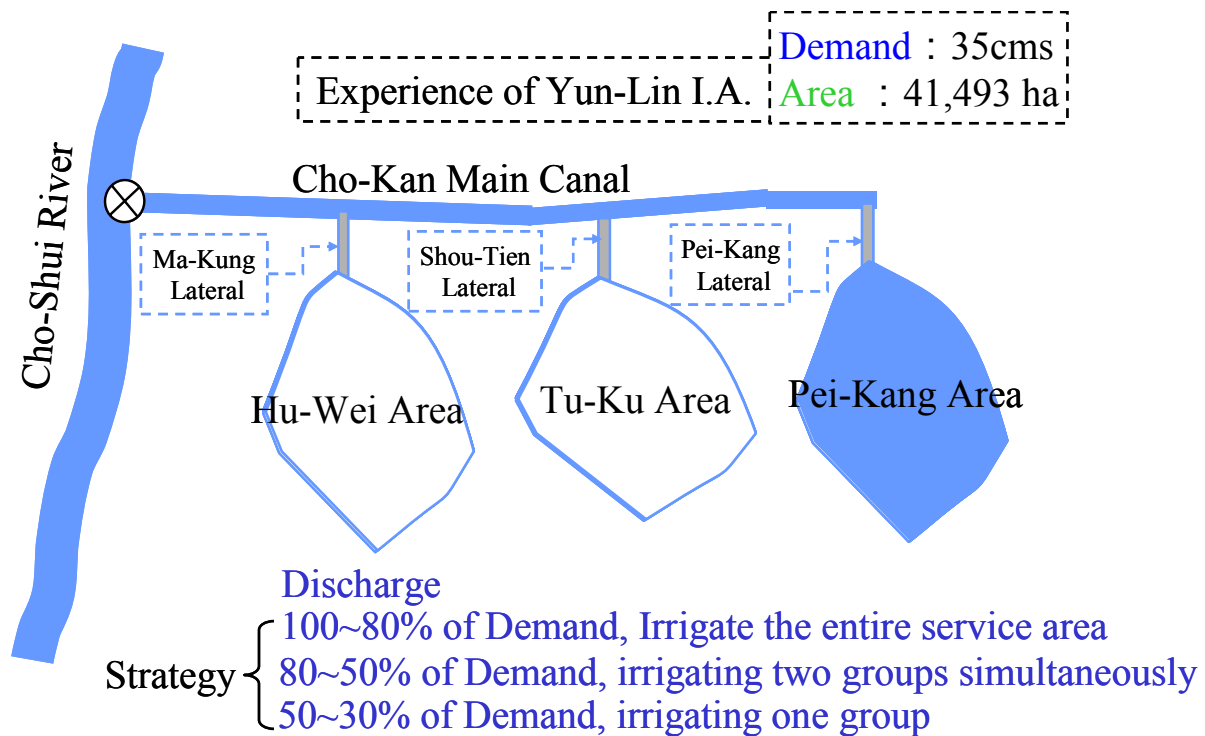 Demand : 35cms
Experience of Yun-Lin I.A.
Area : 41,493 ha
Cho-Shui River
Cho-Kan Main Canal
Ma-Kung
Lateral
Shou-Tien
Lateral
Pei-Kang
Lateral
Hu-Wei Area
Tu-Ku Area
Pei-Kang Area
Discharge
Strategy
100~80% of Demand, Irrigate the entire service area
80~50% of Demand, irrigating two groups simultaneously
50~30% of Demand, irrigating one group